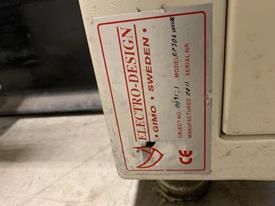 ELECTRO-DESIGN
• GIMO • SWEDEN •
OBJECT NO MODEL
MANUFACTURED SERIAL NR
CE